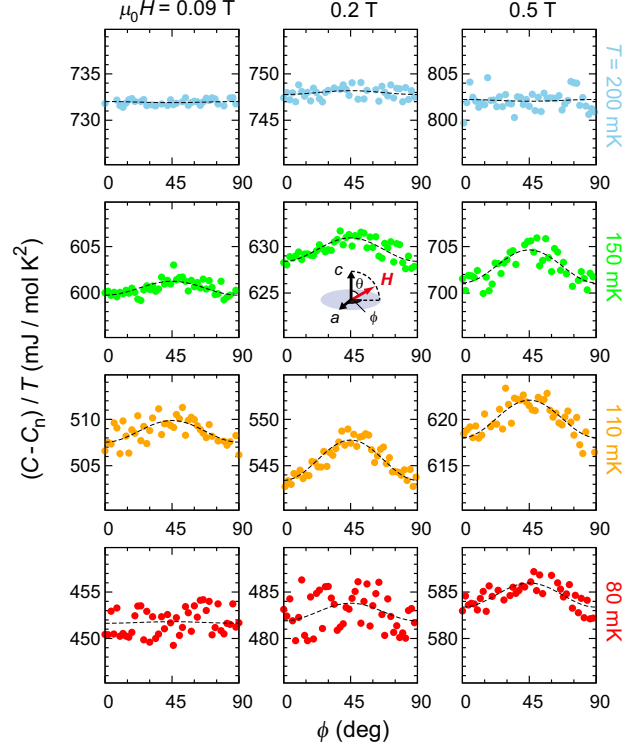 μ₀H = 0.09 T 0.2 T 0.5 T
735 750 805
730 745 800
0 45 90 0 45 90 0 45 90
T = 200 mK
605 630 705
600 625 700
c θ H
a ϕ
0 45 90 0 45 90 0 45 90
150 mK
510 550 620
505 545 615
0 45 90 0 45 90 0 45 90
110 mK
455 485 585
450 480 580
0 45 90 0 45 90 0 45 90
80 mK
(C-Cₙ) / T (mJ / mol K²)
ϕ (deg)